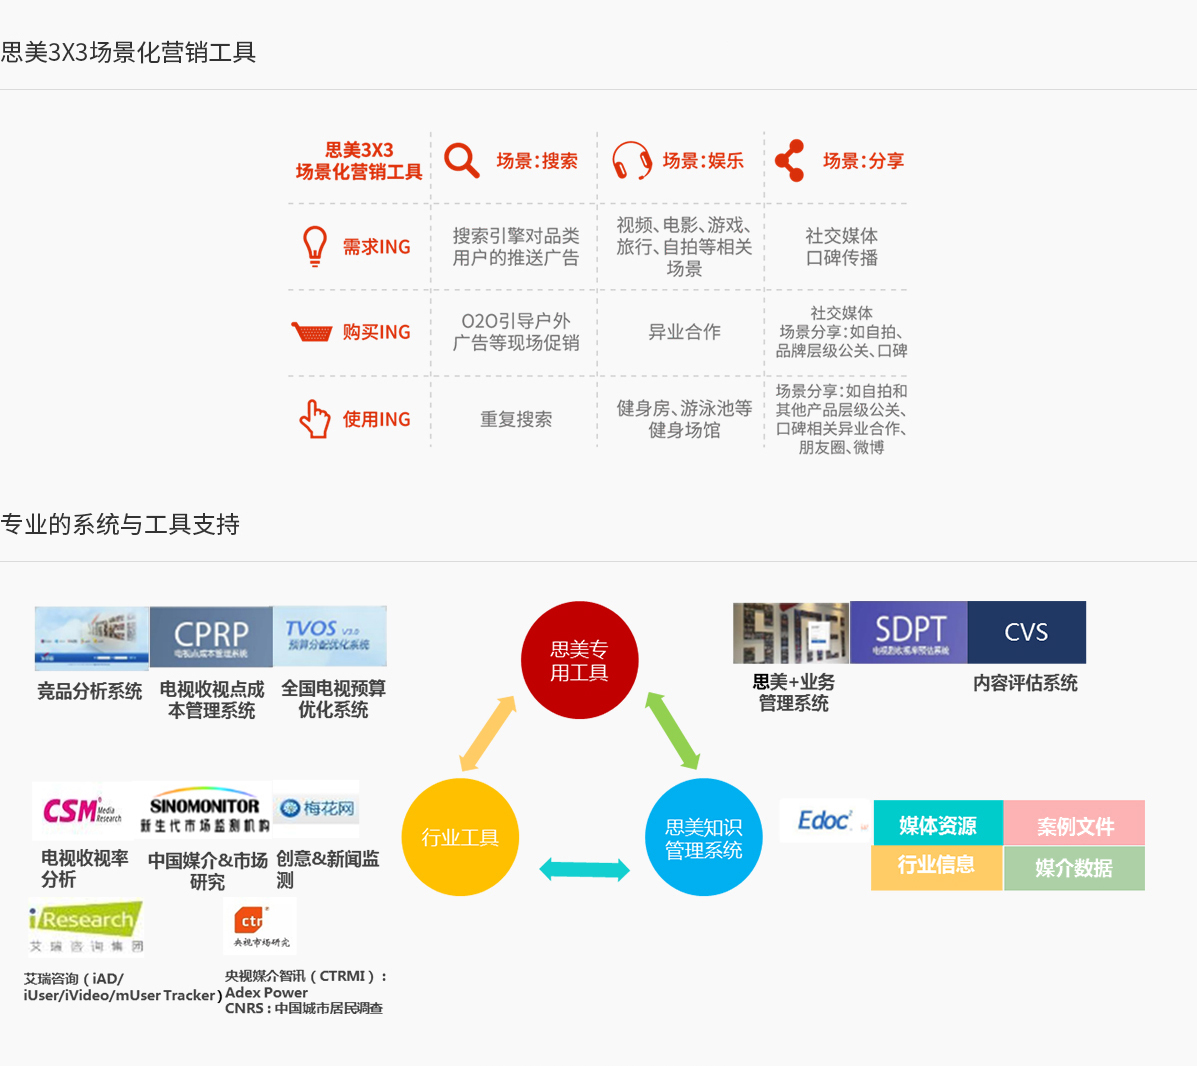 思美3X3场景化营销工具
思美3X3
场景化营销工具
场景：搜索
场景：娱乐
场景：分享
需求ING
搜索引擎对品类
用户的推送广告
视频、电影、游戏、
旅行、自拍等相关
场景
社交媒体
口碑传播
购买ING
O2O引导户外
广告等现场促销
异业合作
社交媒体
场景分享：如自拍、
品牌层级公关、口碑
使用ING
重复搜索
健身房、游泳池等
健身场馆
场景分享：如自拍和
其他产品层级公关、
口碑相关异业合作、
朋友圈、微博
专业的系统与工具支持
CPRP
电视点成本管理系统
TVOS V3.0
预算分配优化系统
竞品分析系统
电视收视点成
本管理系统
全国电视预算
优化系统
思美专
用工具
SDPT
电视剧收视率预估系统
CVS
思美+业务
管理系统
内容评估系统
CSM Media
Research
SINOMONITOR
新生代市场监测机构
梅花网
电视收视率
分析
中国媒介&市场
研究
创意&新闻监
测
行业工具
思美知识
管理系统
Edoc2
媒体资源
案例文件
行业信息
媒介数据
iResearch
艾瑞咨询集团
ctr
央视市场研究
艾瑞咨询（iAD/
iUser/iVideo/mUser Tracker）
央视媒介智讯（CTRMI）：
Adex Power
CNRS：中国城市居民调查